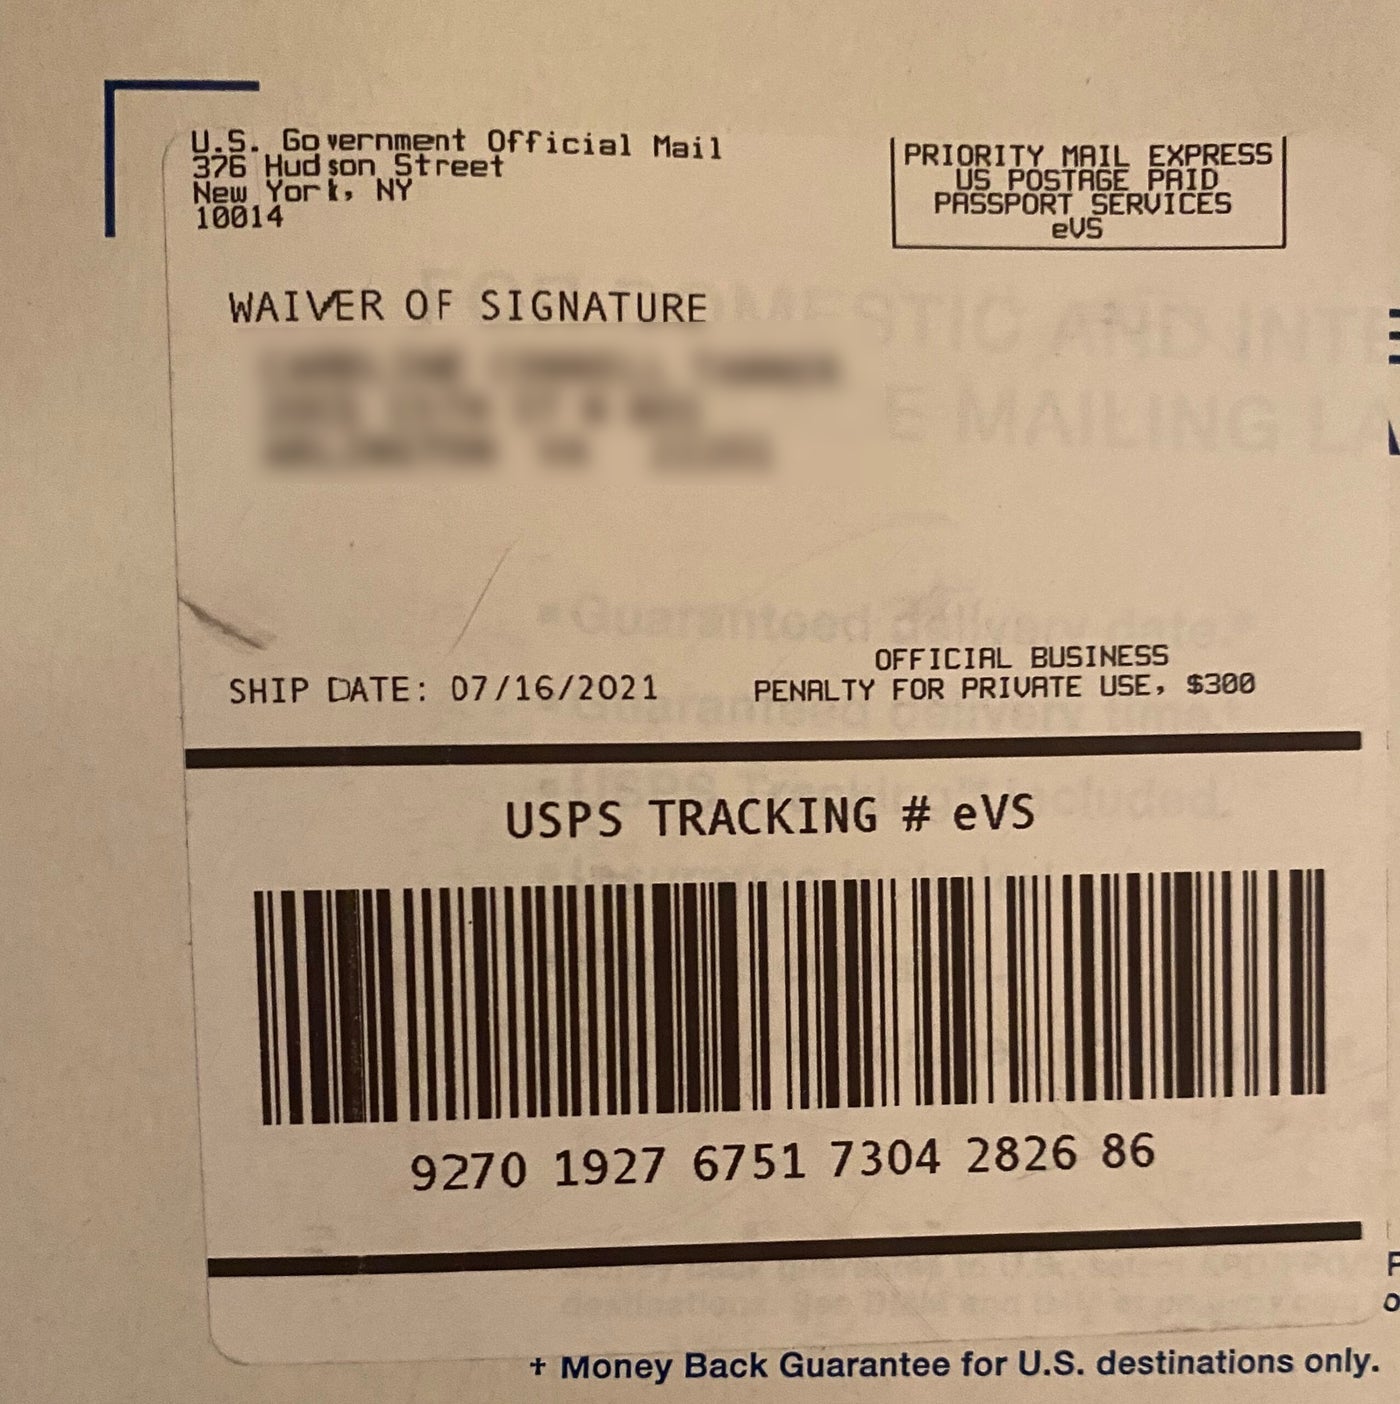 U.S. Government Official Mail
376 Hudson Street
New York, NY
10014
PRIORITY MAIL EXPRESS
US POSTAGE PAID
PASSPORT SERVICES
eVS
WAIVER OF SIGNATURE
SHIP DATE: 07/16/2021
OFFICIAL BUSINESS
PENALTY FOR PRIVATE USE, $300
USPS TRACKING # eVS
9270 1927 6751 7304 2826 86
+ Money Back Guarantee for U.S. destinations only.